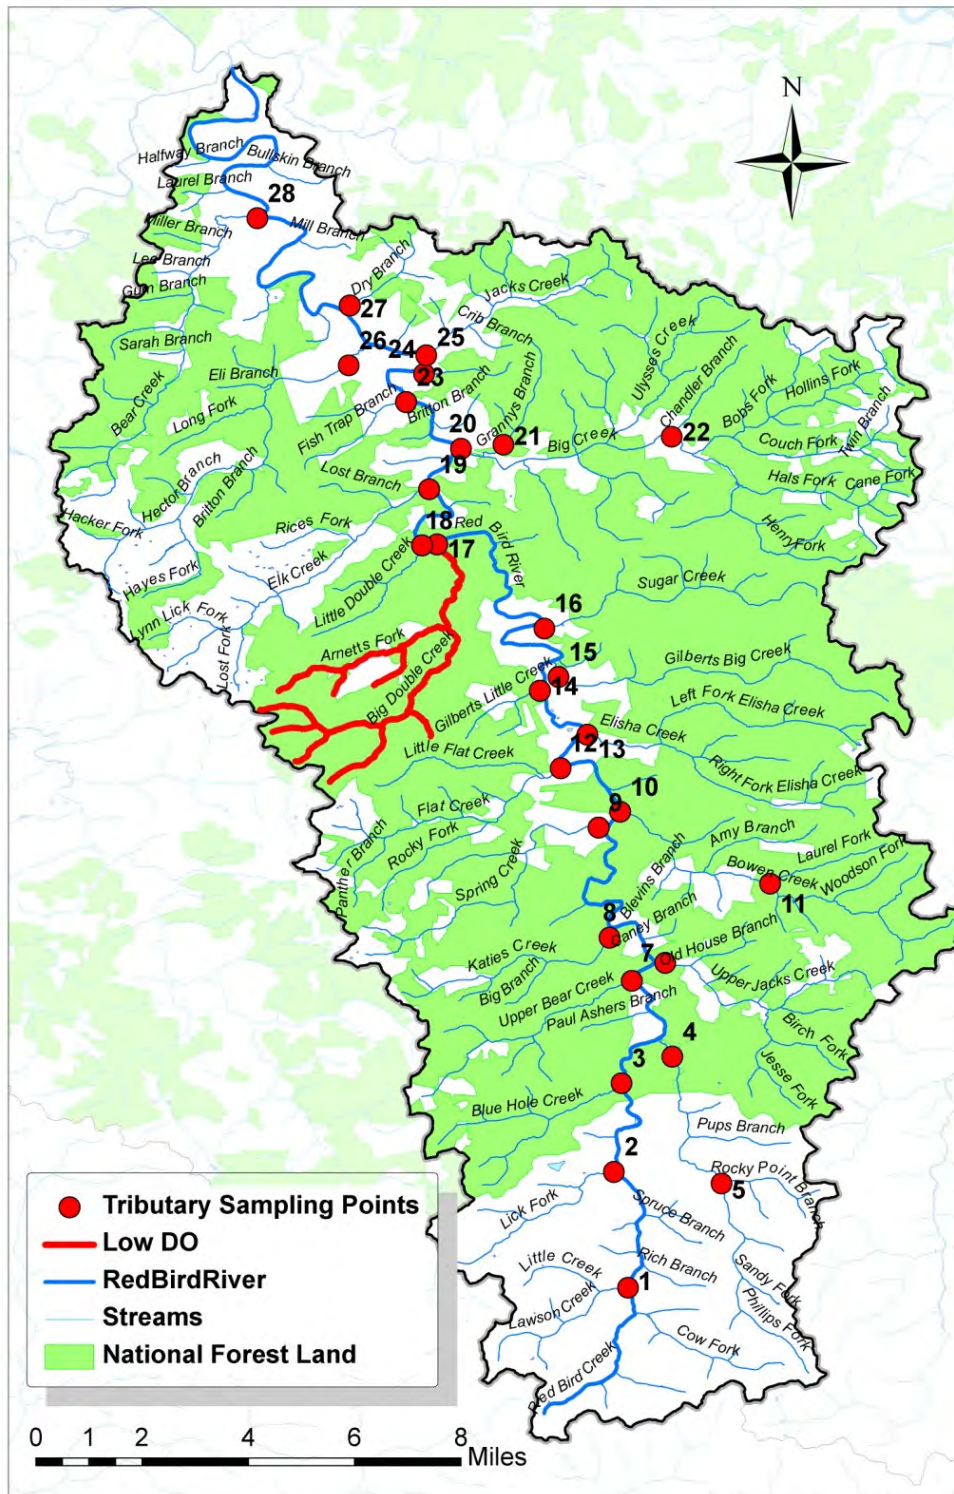 N
Halfway Branch
Bullskin Branch
Laurel Branch
28
Miller Branch
Mill Branch
Lee Branch
Gum Branch
Dry Branch
27
Jacks Creek
Crib Branch
Sarah Branch
26
24
25
Eli Branch
23
Ulysses Creek
Chandler Branch
Bobs Fork
Hollins Fork
Bear Creek
Long Fork
Fish Trap Branch
Britton Branch
Grannys Branch
20
21
Big Creek
22
Couch Fork
Twin Branch
Hector Branch
Britton Branch
Lost Branch
19
Hals Fork
Cane Fork
Hacker Fork
Rices Fork
18
Red
Bird River
Henry Fork
17
Hayes Fork
Elk Creek
Little Double Creek
Sugar Creek
Lynn Lick Fork
Lost Fork
16
Arnetts Fork
Big Double Creek
15
Gilberts Big Creek
Gilberts Little Creek
14
Left Fork Elisha Creek
Elisha Creek
Little Flat Creek
12
13
Right Fork Elisha Creek
Flat Creek
9
10
Panther Branch
Rocky Fork
Amy Branch
Laurel Fork
Spring Creek
Blevins Branch
Bowen Creek
Woodson Fork
11
8
Caney Branch
Old House Branch
Katies Creek
7
Big Branch
Upper Bear Creek
Upper Jacks Creek
Paul Ashers Branch
Birch Fork
4
3
Jesse Fork
Blue Hole Creek
Pups Branch
2
Rocky Point Branch
5
Lick Fork
Spruce Branch
Little Creek
Rich Branch
Sandy Fork
1
Lawson Creek
Phillips Fork
Cow Fork
Red Bird Creek
Tributary Sampling Points
Low DO
RedBirdRiver
Streams
National Forest Land
0 1 2 4 6 8
Miles